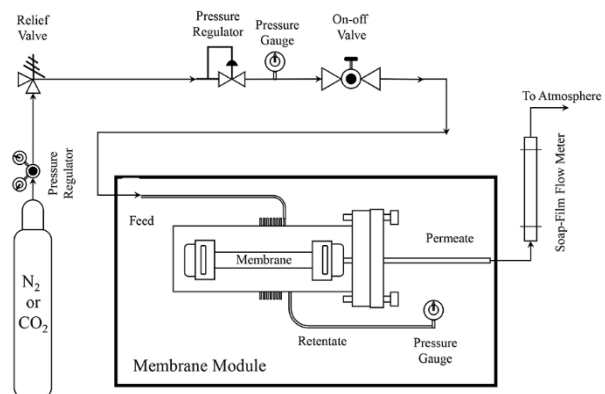 Relief
Valve
Pressure
Regulator
Pressure
Gauge
On-off
Valve
To Atmosphere
Pressure
Regulator
Soap-Film Flow Meter
Feed
Permeate
Membrane
N2
or
CO2
Retentate
Pressure
Gauge
Membrane Module